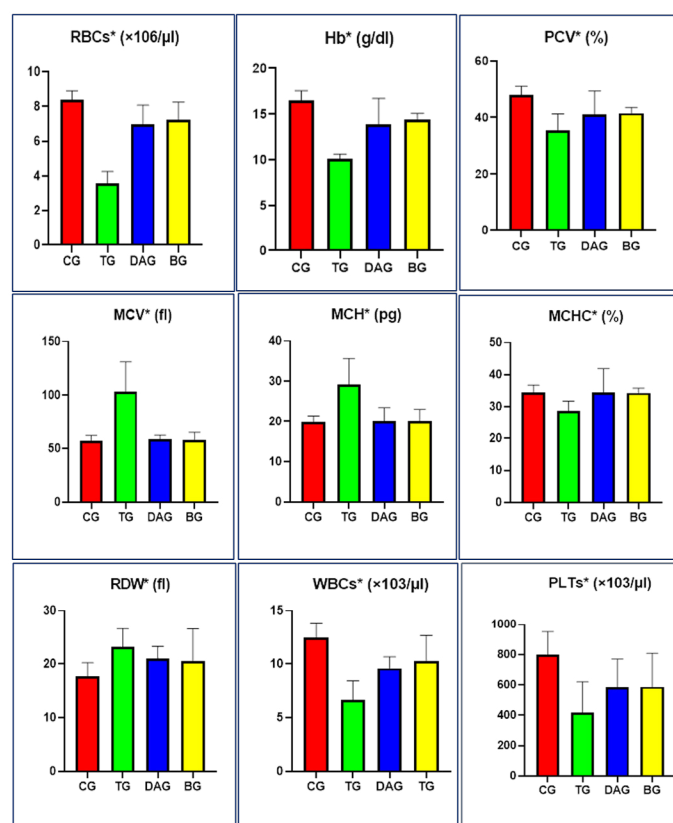 RBCs* (×106/µl)
8
6
4
2
0
CG TG DAG BG
Hb* (g/dl)
20
15
10
5
0
CG TG DAG BG
PCV* (%)
60
40
20
0
CG TG DAG BG
MCV* (fl)
150
100
50
0
CG TG DAG BG
MCH* (pg)
40
30
20
10
0
CG TG DAG BG
MCHC* (%)
50
40
30
20
10
0
CG TG DAG BG
RDW* (fl)
30
20
10
0
CG TG DAG BG
WBCs* (×103/µl)
15
10
5
0
CG TG DAG TG
PLTs* (×103/µl)
1000
800
600
400
200
0
CG TG DAG BG